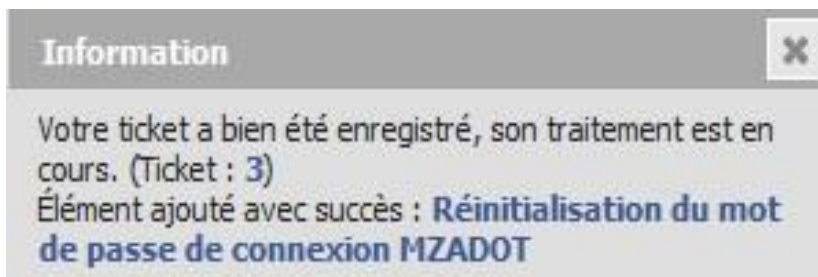 Information
Votre ticket a bien été enregistré, son traitement est en
cours. (Ticket : 3)
Élément ajouté avec succès : Réinitialisation du mot
de passe de connexion MZADOT